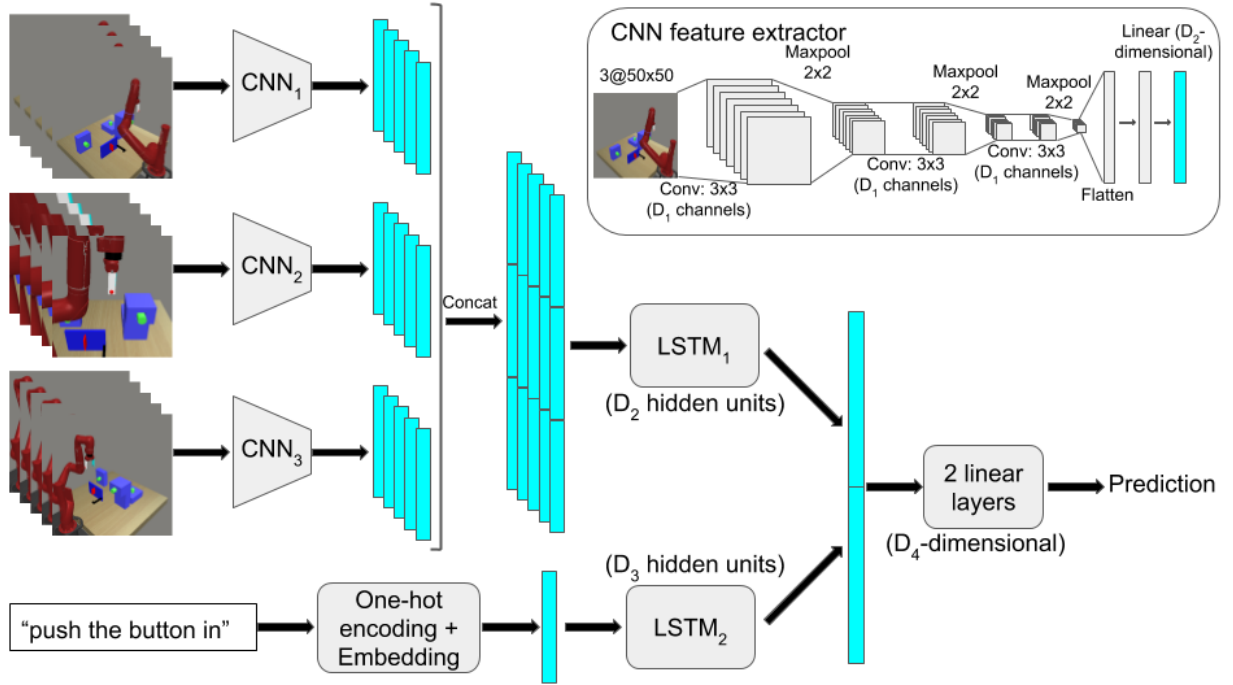 CNN₁
CNN₂
CNN₃
Concat
CNN feature extractor
3@50x50
Maxpool
2x2
Maxpool
2x2
Maxpool
2x2
Linear (D₂-
dimensional)
Conv: 3x3
(D₁ channels)
Conv: 3x3
(D₁ channels)
Conv: 3x3
(D₁ channels)
Flatten
LSTM₁
(D₂ hidden units)
2 linear
layers
(D₄-dimensional)
Prediction
(D₃ hidden units)
LSTM₂
“push the button in”
One-hot
encoding +
Embedding